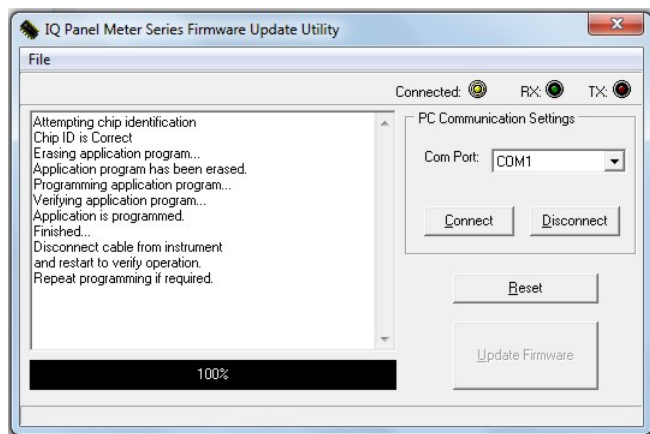 IQ Panel Meter Series Firmware Update Utility
File
Connected: RX: TX:
Attempting chip identification
Chip ID is Correct
Erasing application program...
Application program has been erased.
Programming application program...
Verifying application program...
Application is programmed.
Finished...
Disconnect cable from instrument
and restart to verify operation.
Repeat programming if required.
100%
PC Communication Settings
Com Port: COM1
Connect Disconnect
Reset
Update Firmware